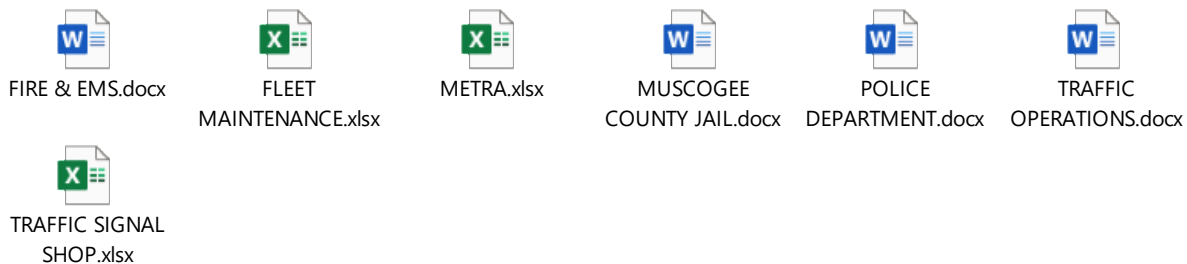 FIRE & EMS.docx
FLEET
MAINTENANCE.xlsx
METRA.xlsx
MUSCOGEE
COUNTY JAIL.docx
POLICE
DEPARTMENT.docx
TRAFFIC
OPERATIONS.docx
TRAFFIC SIGNAL
SHOP.xlsx